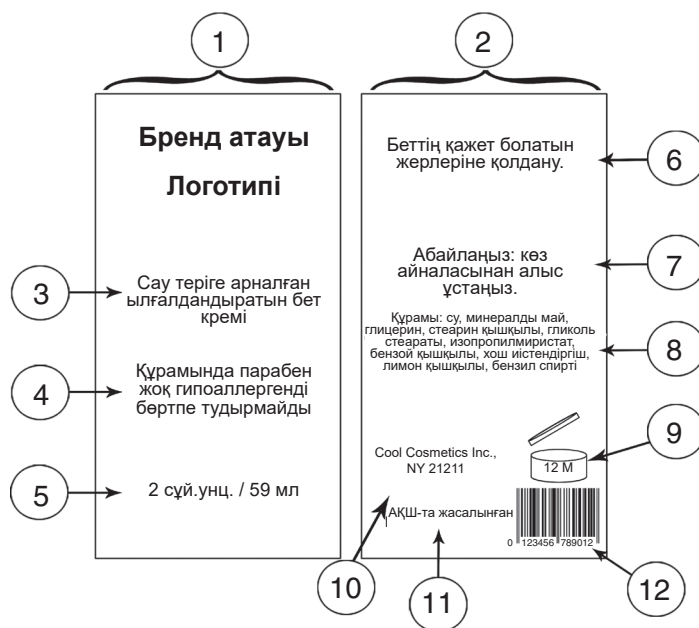 1
2
Бренд атауы
Логотипі
3
Сау теріге арналған
ылғалдандыратын бет
кремі
4
Құрамында парабен
жоқ гипоаллергенді
бөртпе тудырмайды
5
2 сұй.унц. / 59 мл
Беттің қажет болатын
жерлеріне қолдану.
6
Абайлаңыз: көз
айналасынан алыс
ұстаңыз.
7
Құрамы: су, минералды май,
глицерин, стеарин қышқылы, гликоль
стеараты, изопропилмиристат,
бензой қышқылы, хош иістендіргіш,
лимон қышқылы, бензил спирті
8
Cool Cosmetics Inc.,
NY 21211
12 M
9
АҚШ-та жасалынған
0 123456 789012
10
11
12